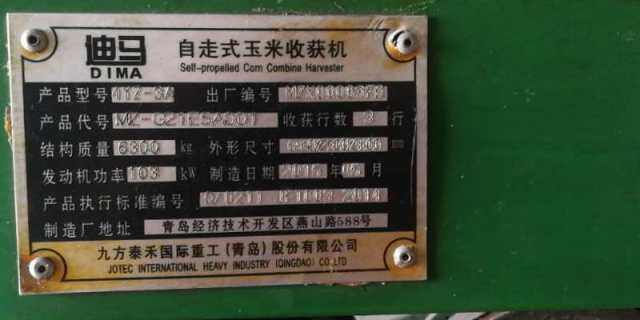 迪马
DIMA
自走式玉米收获机
Self-propelled Corn Combine Harvester
产品型号 出厂编号
产品代号 收获行数 3 行
结构质量 6300 kg 外形尺寸 mm
发动机功率 103 kW 制造日期 年 月
产品执行标准编号
制造厂地址 青岛经济技术开发区燕山路588号
九方泰禾国际重工(青岛)股份有限公司
JOTEC INTERNATIONAL HEAVY INDUSTRY (QINGDAO) CO.,LTD